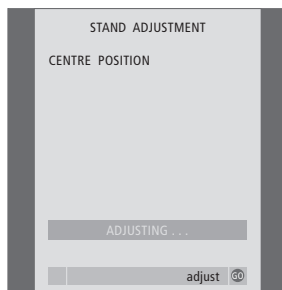 STAND ADJUSTMENT
CENTRE POSITION
ADJUSTING . . .
adjust GO